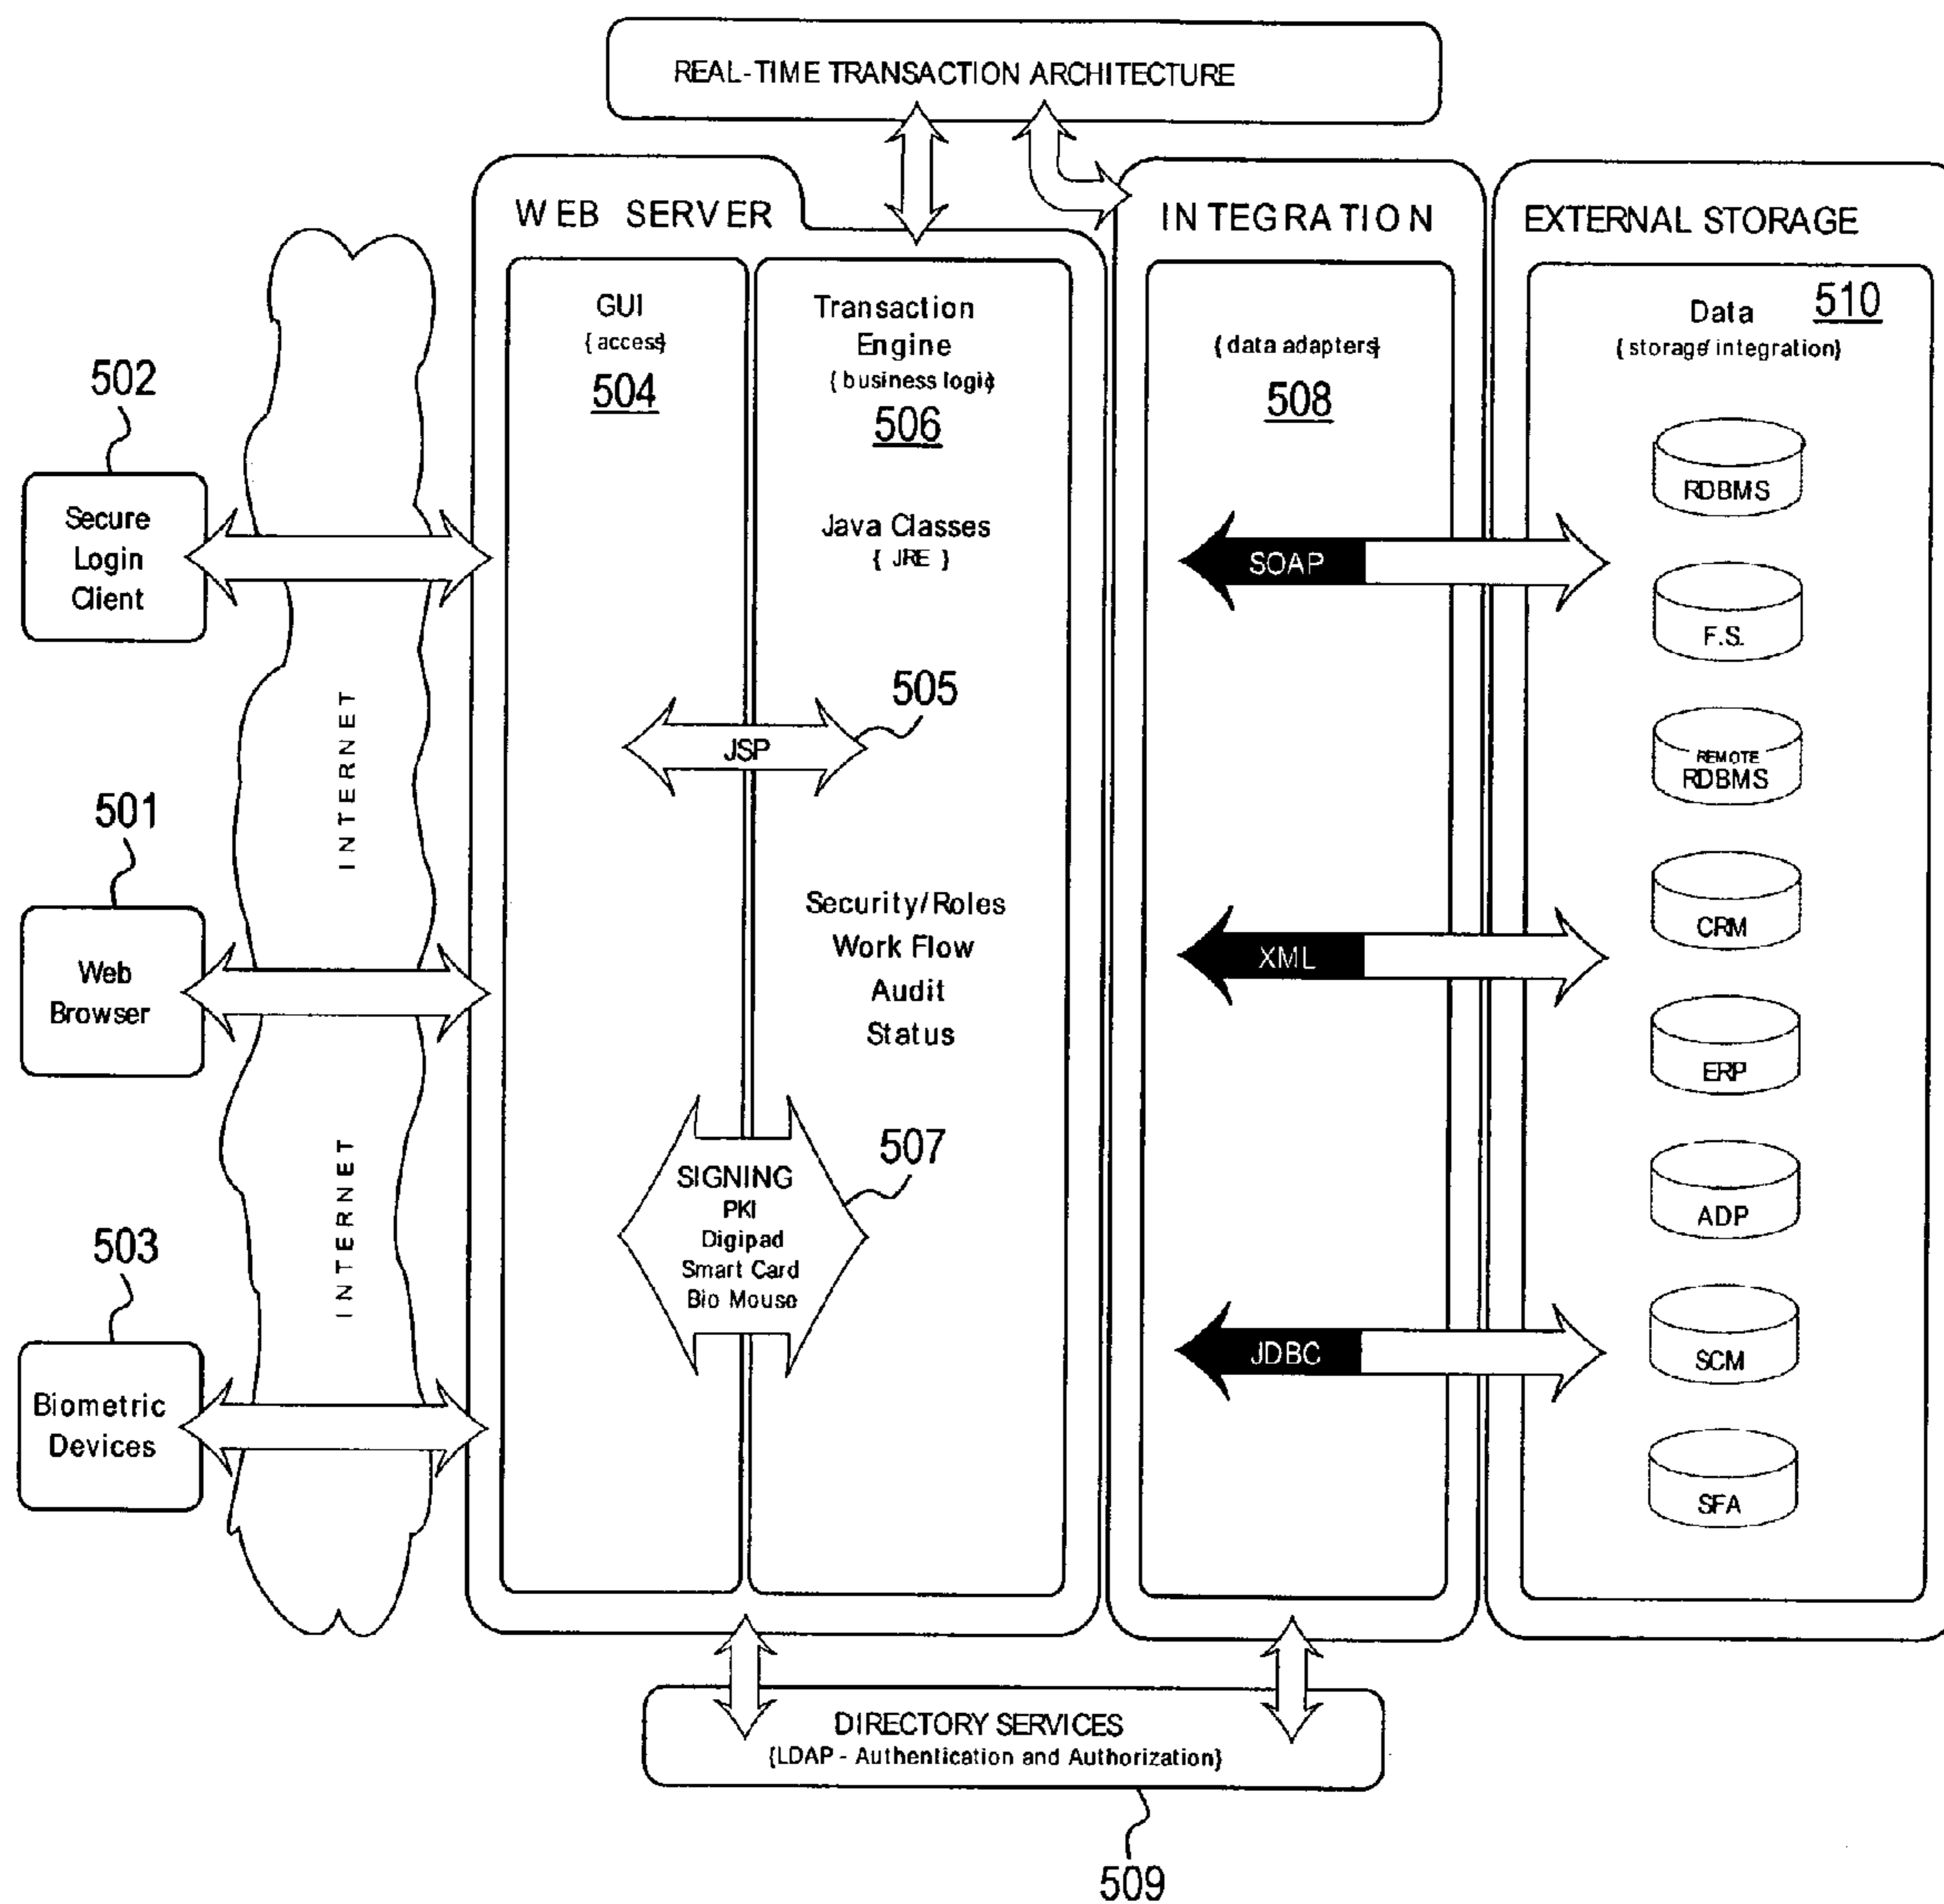 REAL-TIME TRANSACTION ARCHITECTURE
WEB SERVER
INTEGRATION
EXTERNAL STORAGE
502
Secure
Login
Client
501
Web
Browser
503
Biometric
Devices
INTERNET
INTERNET
GUI
{access}
504
Transaction
Engine
{business logic}
506
Java Classes
{ JRE }
505
JSP
Security/Roles
Work Flow
Audit
Status
507
SIGNING
PKI
Digipad
Smart Card
Bio Mouse
{data adapters}
508
SOAP
XML
JDBC
Data
510
{storage/integration}
RDBMS
F.S.
REMOTE
RDBMS
CRM
ERP
ADP
SCM
SFA
DIRECTORY SERVICES
{LDAP - Authentication and Authorization}
509